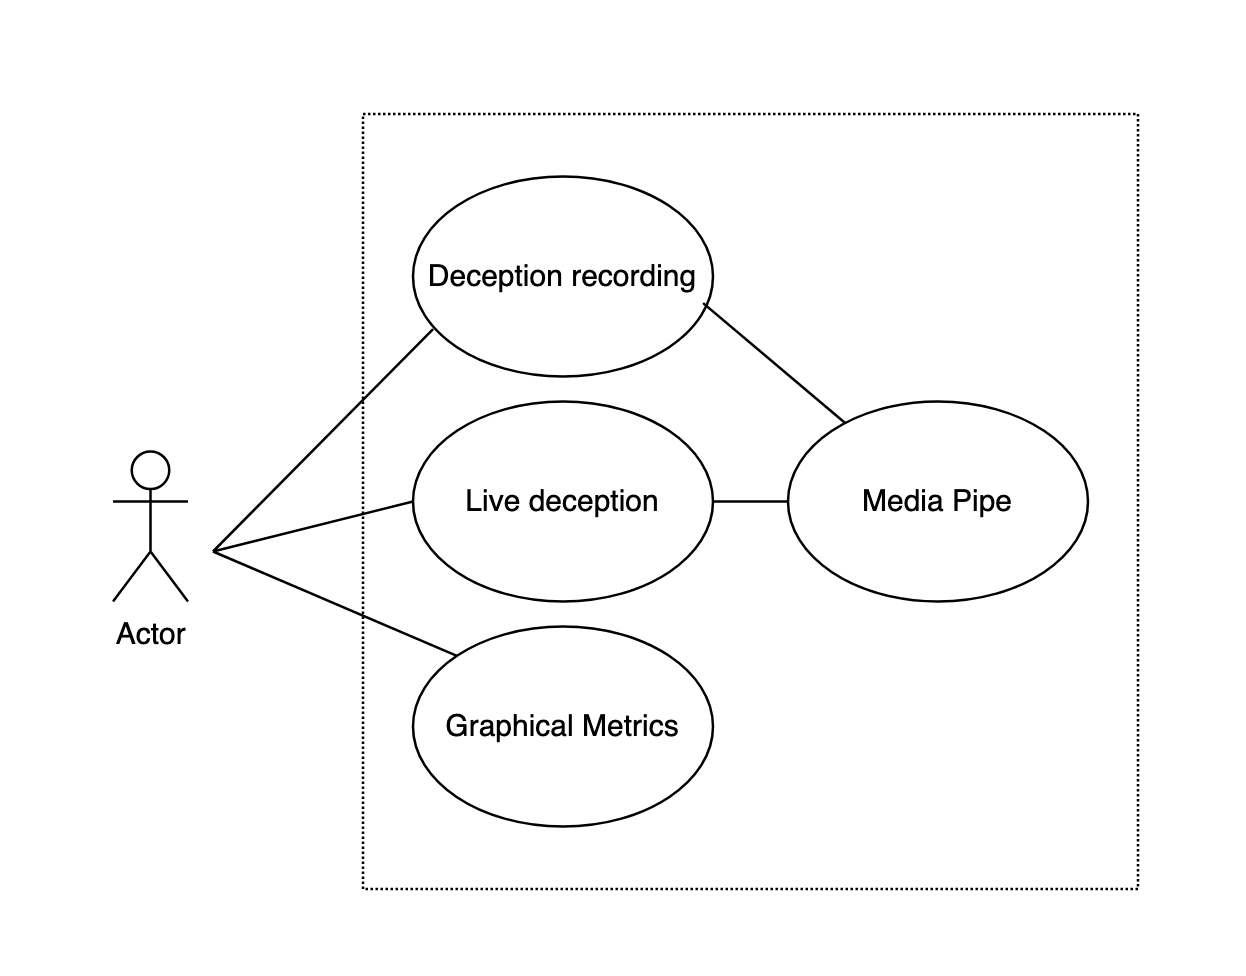 Deception recording
Live deception
Media Pipe
Actor
Graphical Metrics